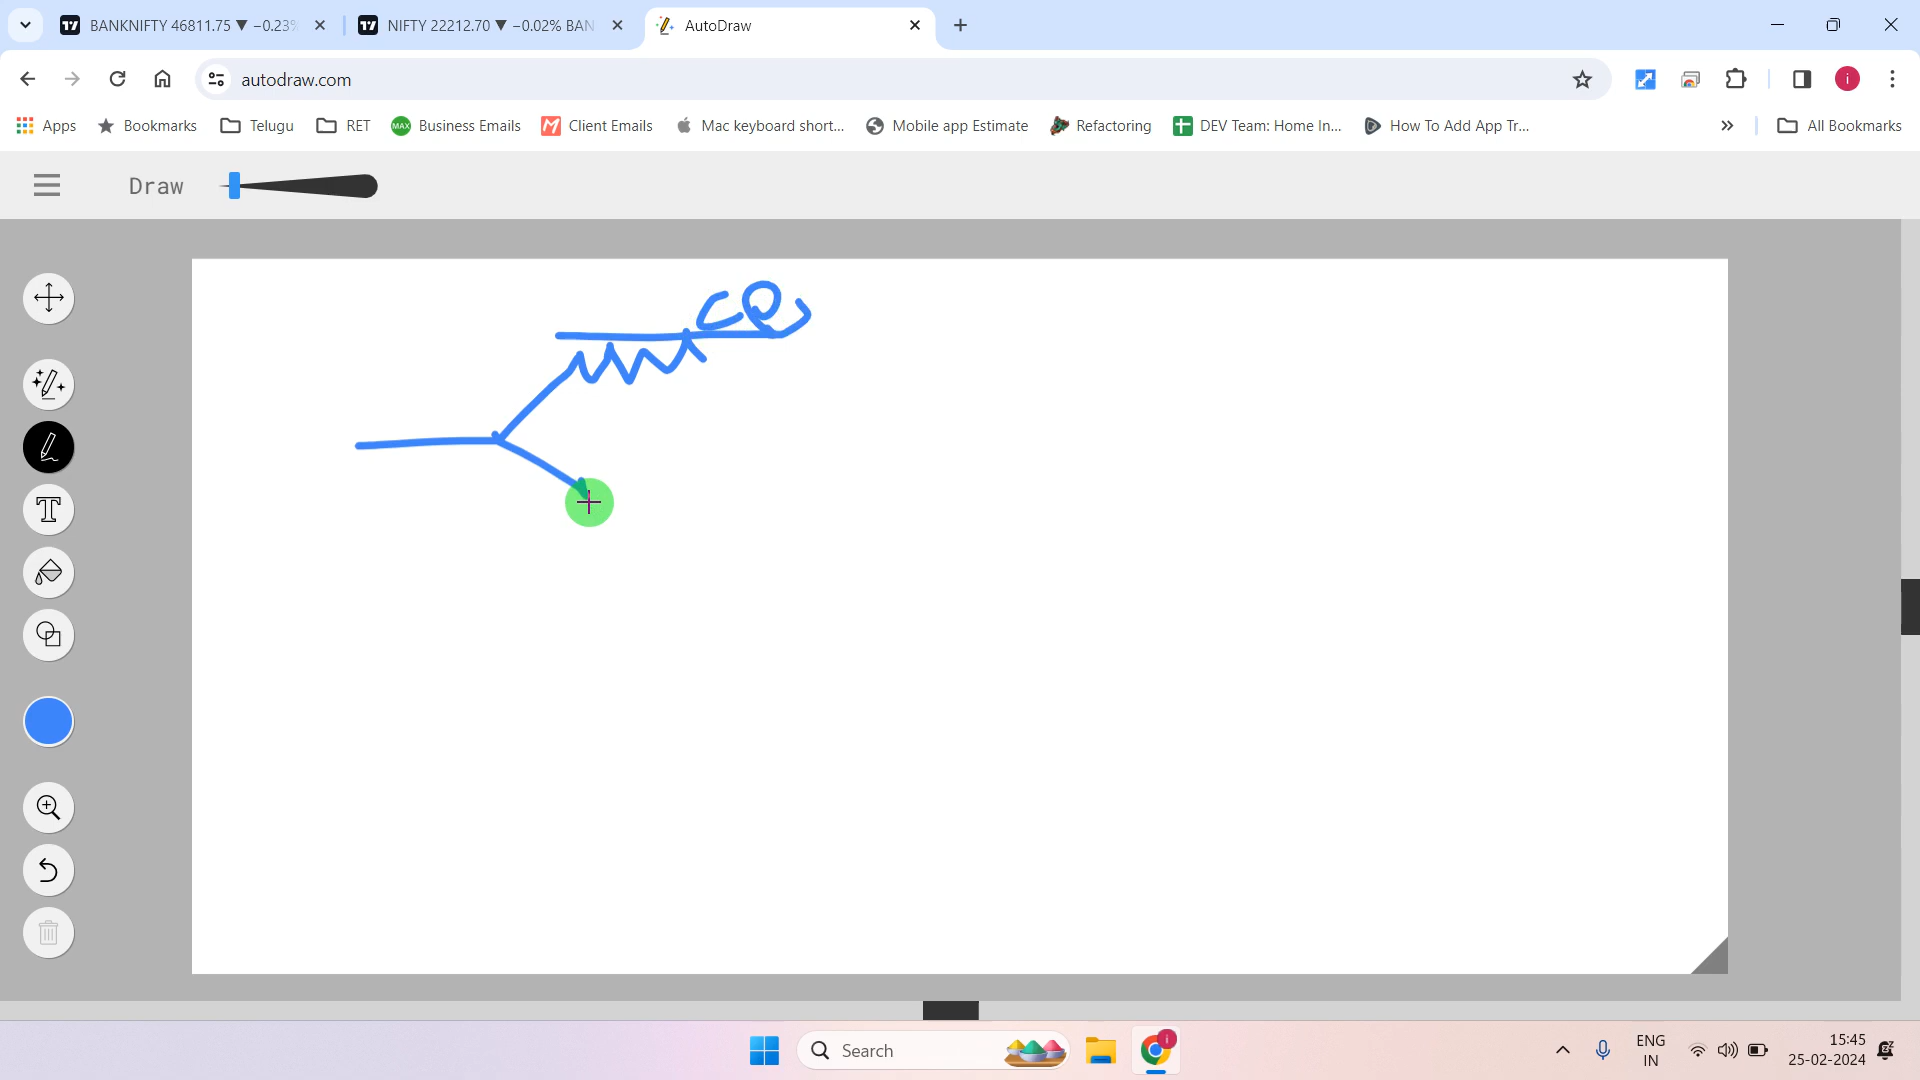 BANKNIFTY 46811.75 ▼ −0.23%
NIFTY 22212.70 ▼ −0.02% BAN
AutoDraw
autodraw.com
Apps
Bookmarks
Telugu
RET
MAX
Business Emails
Client Emails
Mac keyboard short...
Mobile app Estimate
Refactoring
DEV Team: Home In...
How To Add App Tr...
All Bookmarks
Draw
ce
Search
ENG
IN
15:45
25-02-2024